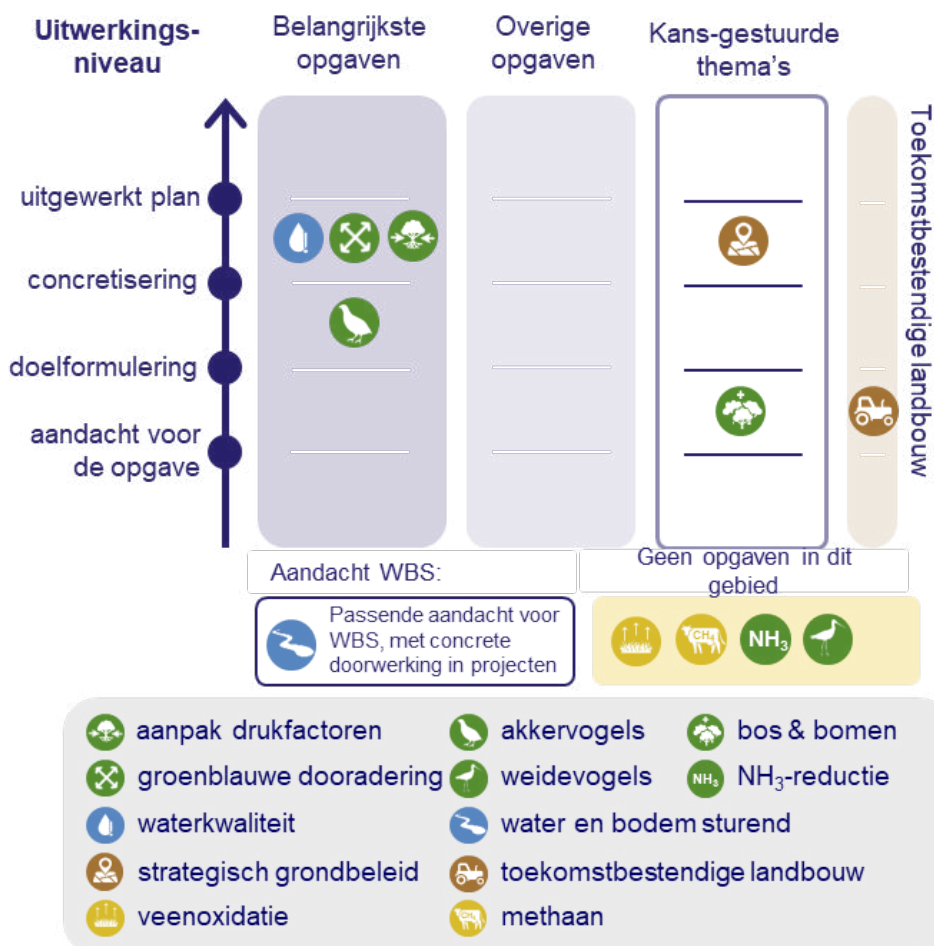 Uitwerkings-
niveau
Belangrijkste
opgaven
Overige
opgaven
Kans-gestuurde
thema's
Toekomstbestendige landbouw
uitgewerkt plan
concretisering
doelformulering
aandacht voor
de opgave
Aandacht WBS:
Geen opgaven in dit
gebied
Passende aandacht voor
WBS, met concrete
doorwerking in projecten
CH₄
NH₃
aanpak drukfactoren
akkervogels
bos & bomen
groenblauwe dooradering
weidevogels
NH₃
NH₃-reductie
waterkwaliteit
water en bodem sturend
strategisch grondbeleid
toekomstbestendige landbouw
veenoxidatie
CH₄
methaan